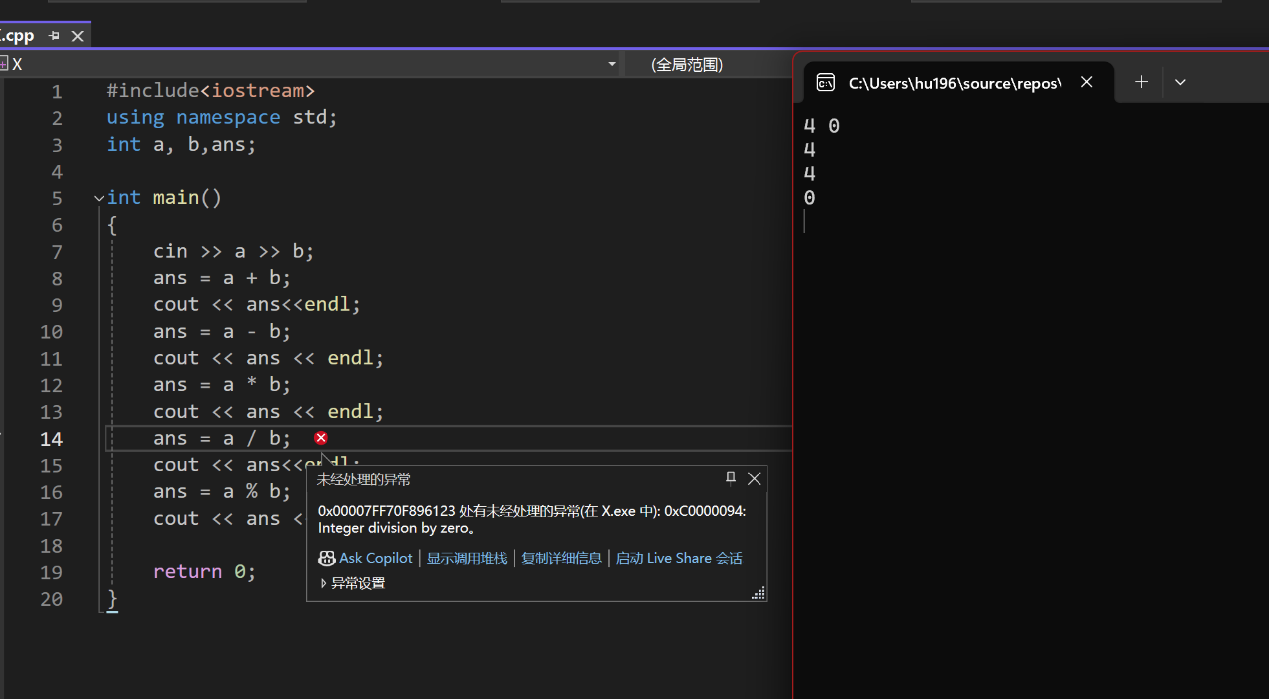 .cpp
X
(全局范围)
1 #include<iostream>
2 using namespace std;
3 int a, b,ans;
4
5 int main()
6 {
7 cin >> a >> b;
8 ans = a + b;
9 cout << ans<<endl;
10 ans = a - b;
11 cout << ans << endl;
12 ans = a * b;
13 cout << ans << endl;
14 ans = a / b;
15 cout << ans<<endl;
16 ans = a % b;
17 cout << ans <
18
19 return 0;
20 }
未经处理的异常
0x00007FF70F896123 处有未经处理的异常(在 X.exe 中): 0xC0000094:
Integer division by zero。
Ask Copilot | 显示调用堆栈 | 复制详细信息 | 启动 Live Share 会话
异常设置
C:\Users\hu196\source\repos\
4 0
4
4
0